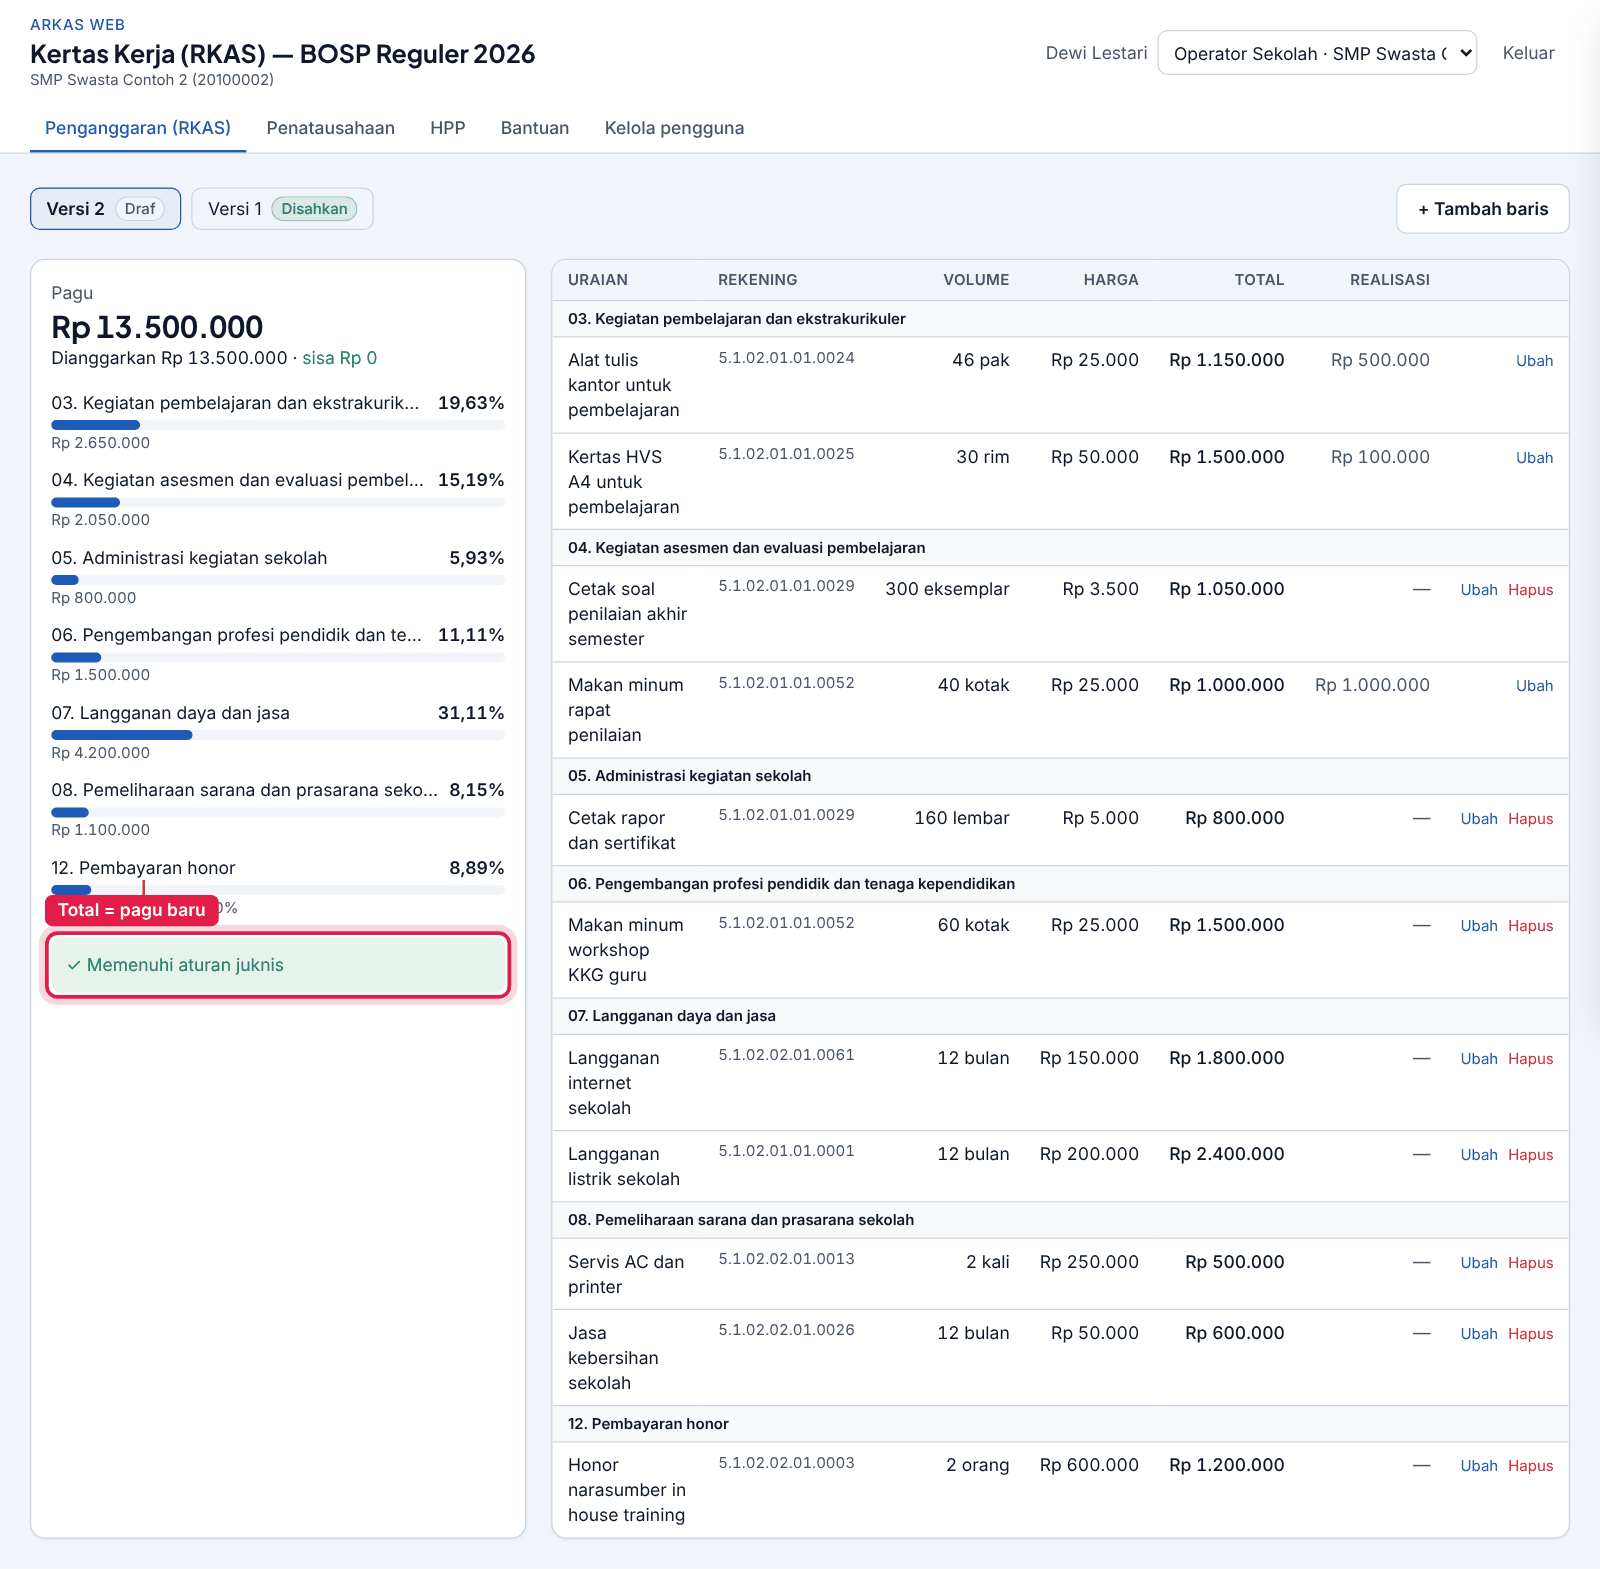 ARKAS WEB
Kertas Kerja (RKAS) — BOSP Reguler 2026
SMP Swasta Contoh 2 (20100002)
Dewi Lestari
Operator Sekolah · SMP Swasta
Keluar
Penganggaran (RKAS) Penatausahaan HPP Bantuan Kelola pengguna
Versi 2 Draf Versi 1 Disahkan
+ Tambah baris
Pagu
Rp 13.500.000
Dianggarkan Rp 13.500.000 · sisa Rp 0
03. Kegiatan pembelajaran dan ekstrakurik... 19,63%
Rp 2.650.000
04. Kegiatan asesmen dan evaluasi pembel... 15,19%
Rp 2.050.000
05. Administrasi kegiatan sekolah 5,93%
Rp 800.000
06. Pengembangan profesi pendidik dan te... 11,11%
Rp 1.500.000
07. Langganan daya dan jasa 31,11%
Rp 4.200.000
08. Pemeliharaan sarana dan prasarana seko... 8,15%
Rp 1.100.000
12. Pembayaran honor 8,89%
Total = pagu baru
✓ Memenuhi aturan juknis
URAIAN REKENING VOLUME HARGA TOTAL REALISASI
03. Kegiatan pembelajaran dan ekstrakurikuler
Alat tulis 5.1.02.01.01.0024 46 pak Rp 25.000 Rp 1.150.000 Rp 500.000 Ubah
kantor untuk
pembelajaran
Kertas HVS 5.1.02.01.01.0025 30 rim Rp 50.000 Rp 1.500.000 Rp 100.000 Ubah
A4 untuk
pembelajaran
04. Kegiatan asesmen dan evaluasi pembelajaran
Cetak soal 5.1.02.01.01.0029 300 eksemplar Rp 3.500 Rp 1.050.000 — Ubah Hapus
penilaian akhir
semester
Makan minum 5.1.02.01.01.0052 40 kotak Rp 25.000 Rp 1.000.000 Rp 1.000.000 Ubah
rapat
penilaian
05. Administrasi kegiatan sekolah
Cetak rapor 5.1.02.01.01.0029 160 lembar Rp 5.000 Rp 800.000 — Ubah Hapus
dan sertifikat
06. Pengembangan profesi pendidik dan tenaga kependidikan
Makan minum 5.1.02.01.01.0052 60 kotak Rp 25.000 Rp 1.500.000 — Ubah Hapus
workshop
KKG guru
07. Langganan daya dan jasa
Langganan 5.1.02.02.01.0061 12 bulan Rp 150.000 Rp 1.800.000 — Ubah Hapus
internet
sekolah
Langganan 5.1.02.02.01.0001 12 bulan Rp 200.000 Rp 2.400.000 — Ubah Hapus
listrik sekolah
08. Pemeliharaan sarana dan prasarana sekolah
Servis AC dan 5.1.02.02.01.0013 2 kali Rp 250.000 Rp 500.000 — Ubah Hapus
printer
Jasa 5.1.02.02.01.0026 12 bulan Rp 50.000 Rp 600.000 — Ubah Hapus
kebersihan
sekolah
12. Pembayaran honor
Honor 5.1.02.02.01.0003 2 orang Rp 600.000 Rp 1.200.000 — Ubah Hapus
narasumber in
house training